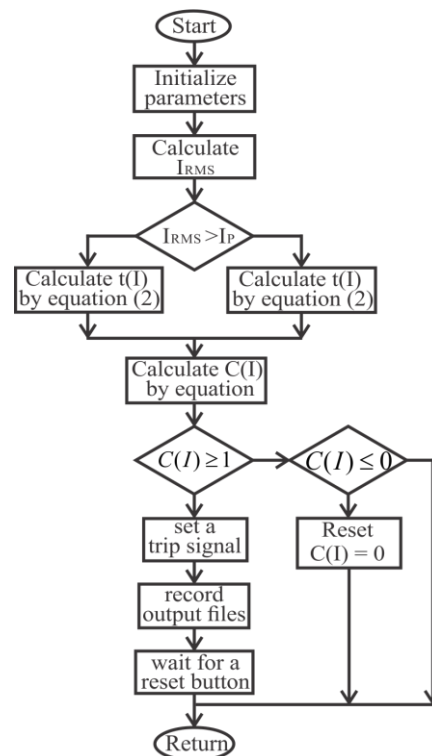 Start
Initialize
parameters
Calculate
IRMS
IRMS >IP
Calculate t(I)
by equation (2)
Calculate t(I)
by equation (2)
Calculate C(I)
by equation
C(I) ≥ 1
C(I) ≤ 0
set a
trip signal
Reset
C(I) = 0
record
output files
wait for a
reset button
Return